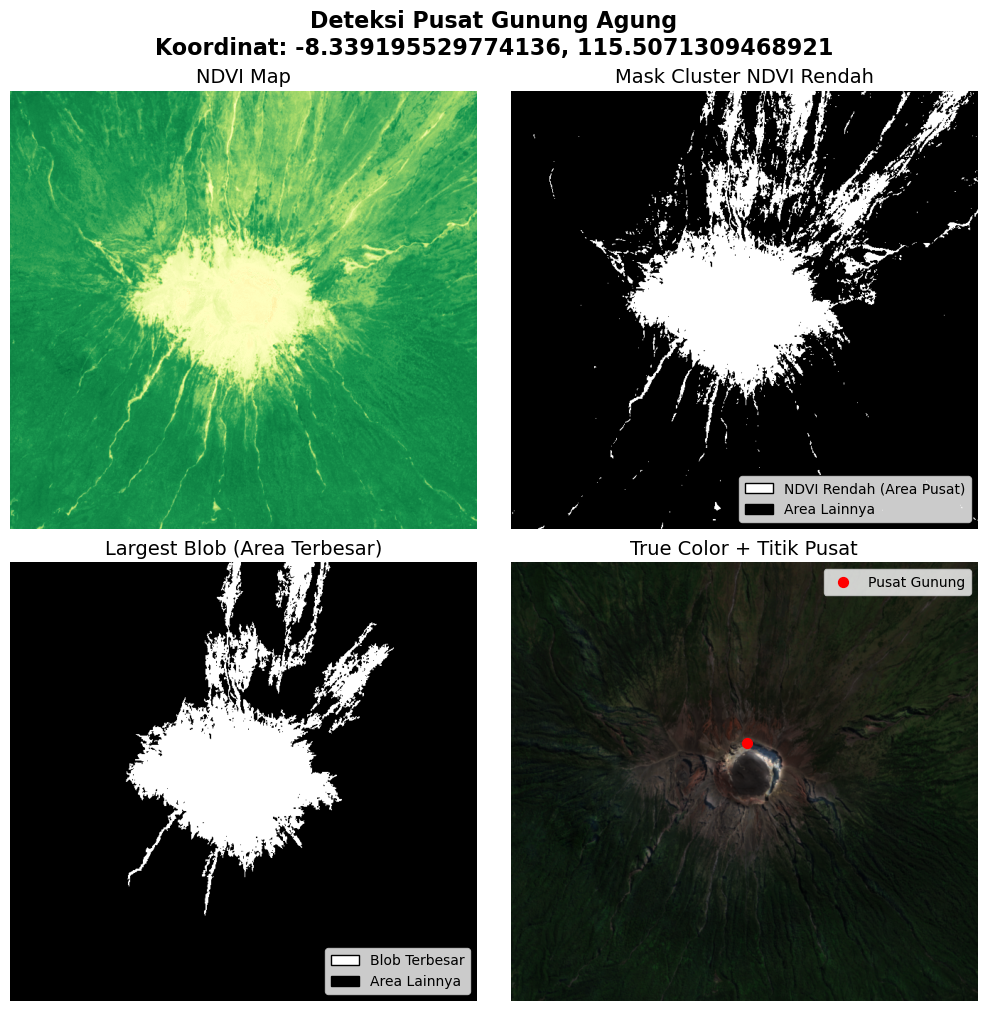 Deteksi Pusat Gunung Agung
Koordinat: -8.339195529774136, 115.5071309468921
NDVI Map
Mask Cluster NDVI Rendah
NDVI Rendah (Area Pusat)
Area Lainnya
Largest Blob (Area Terbesar)
True Color + Titik Pusat
Blob Terbesar
Area Lainnya
Pusat Gunung